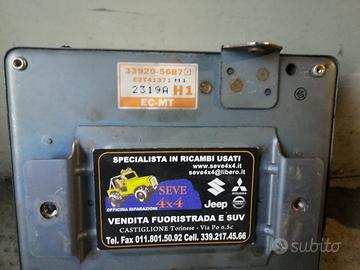 33920-56B70
E2T41371 M1
2319A H1
EC-MT
SPECIALISTA IN RICAMBI USATI
www.seve4x4.it
seve4x4@libero.it
SEVE
4x4
OFFICINA RIPARAZIONI
Jeep
VENDITA FUORISTRADA E SUV
CASTIGLIONE Torinese - Via Po n.5c
Tel. Fax 011.801.50.92 Cell. 339.217.45.66
subito